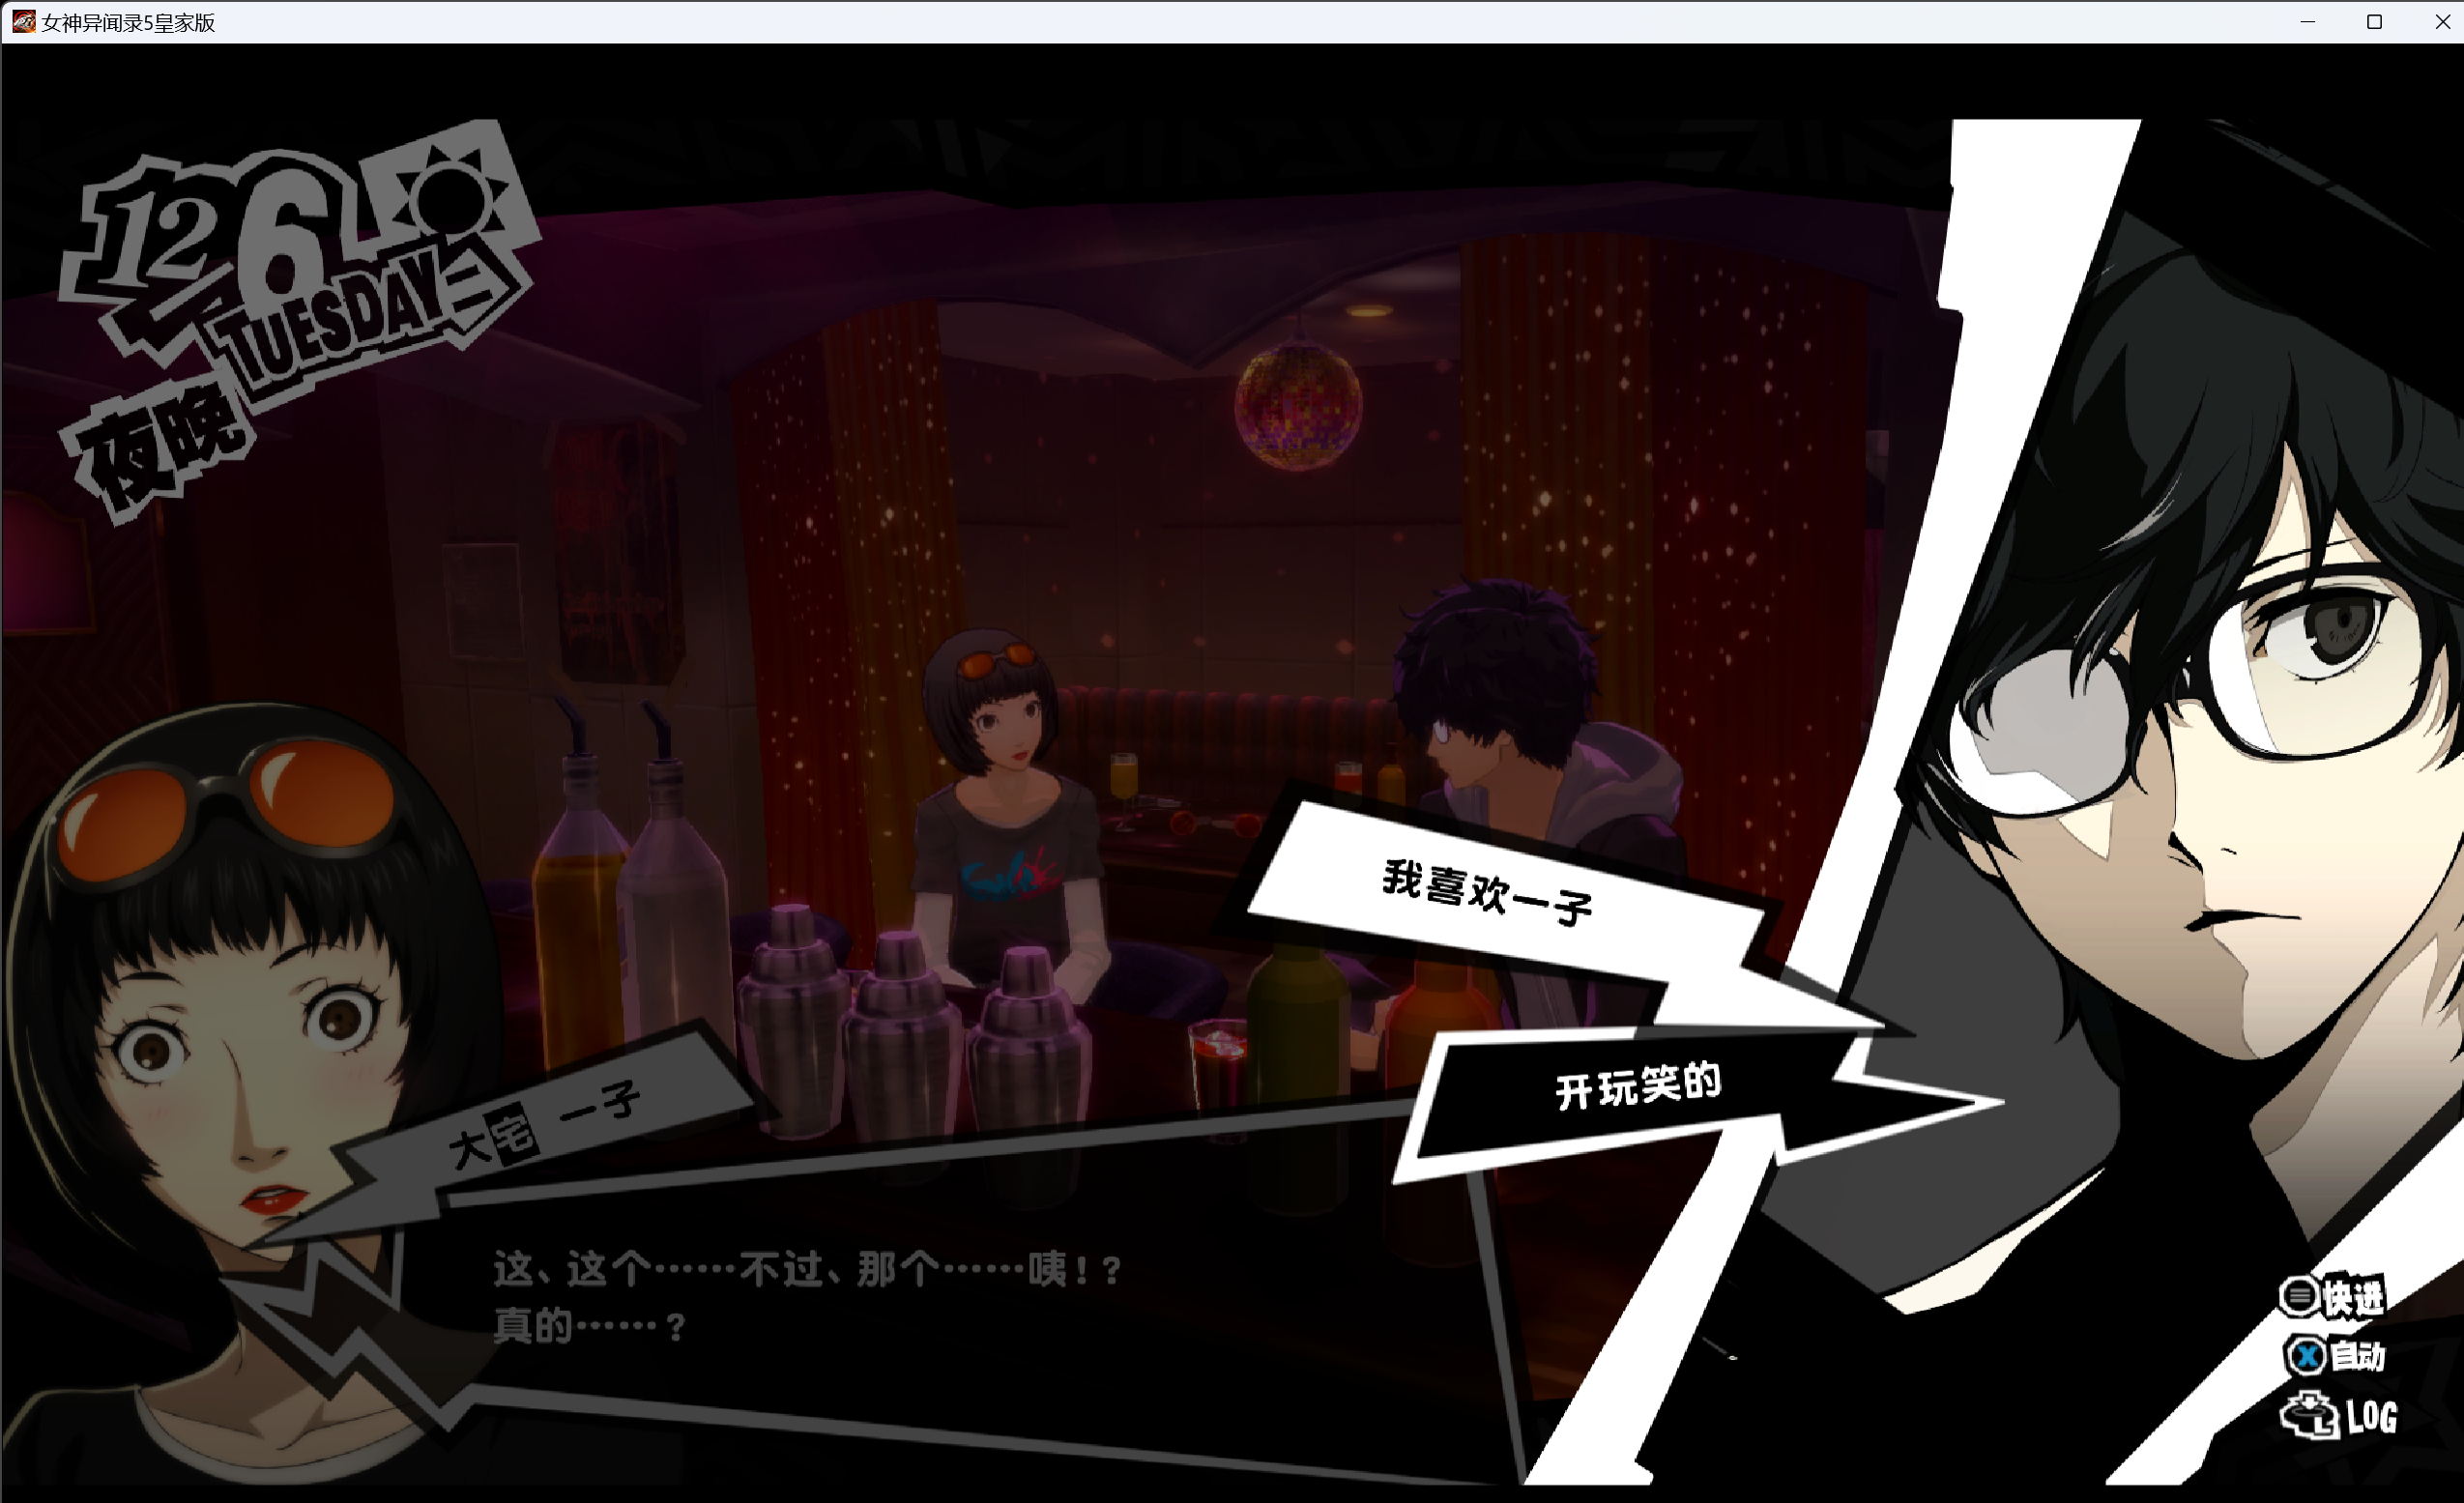 女神异闻录5皇家版
12 6
TUESDAY
夜晚
我喜欢一子
开玩笑的
大宅 一子
这、这个……不过、那个……咦！？
真的……？
快进
X 自动
L LOG